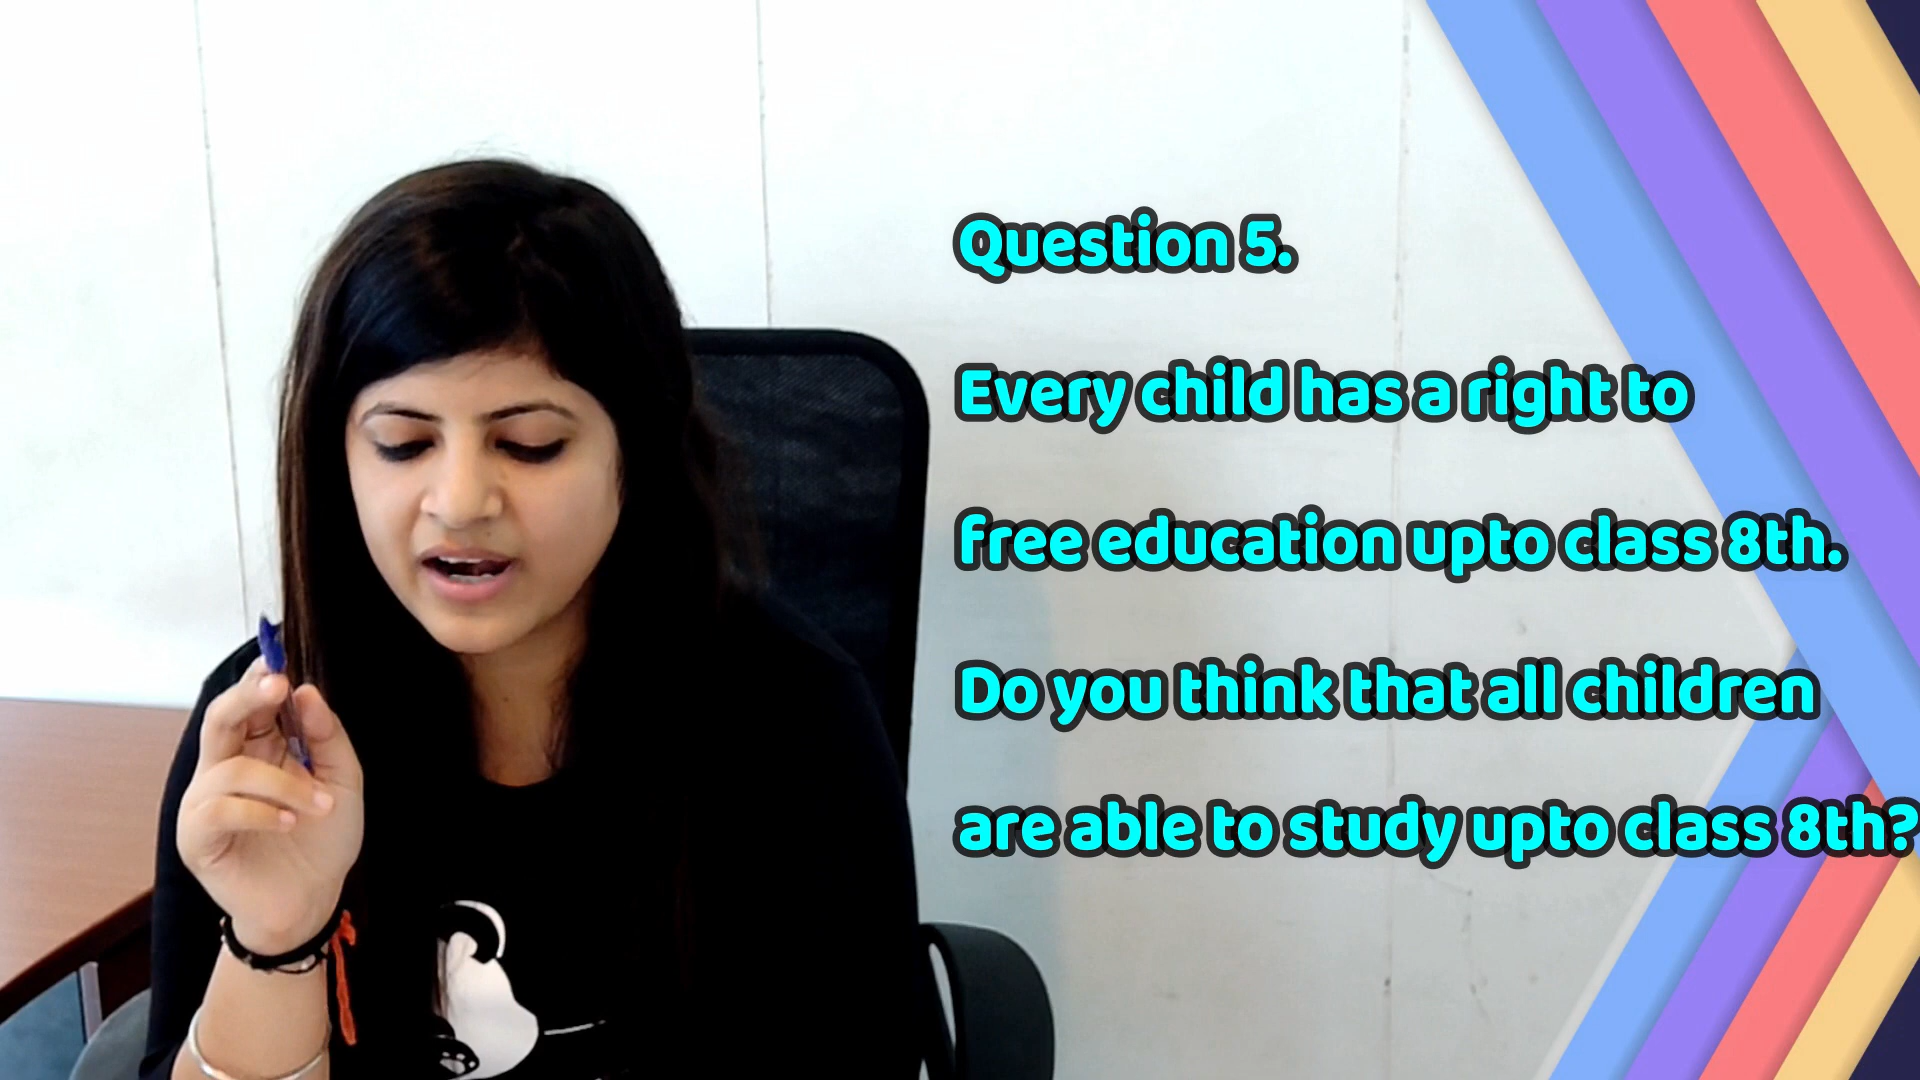 Question 5.
Every child has a right to
free education upto class 8th.
Do you think that all children
are able to study upto class 8th?